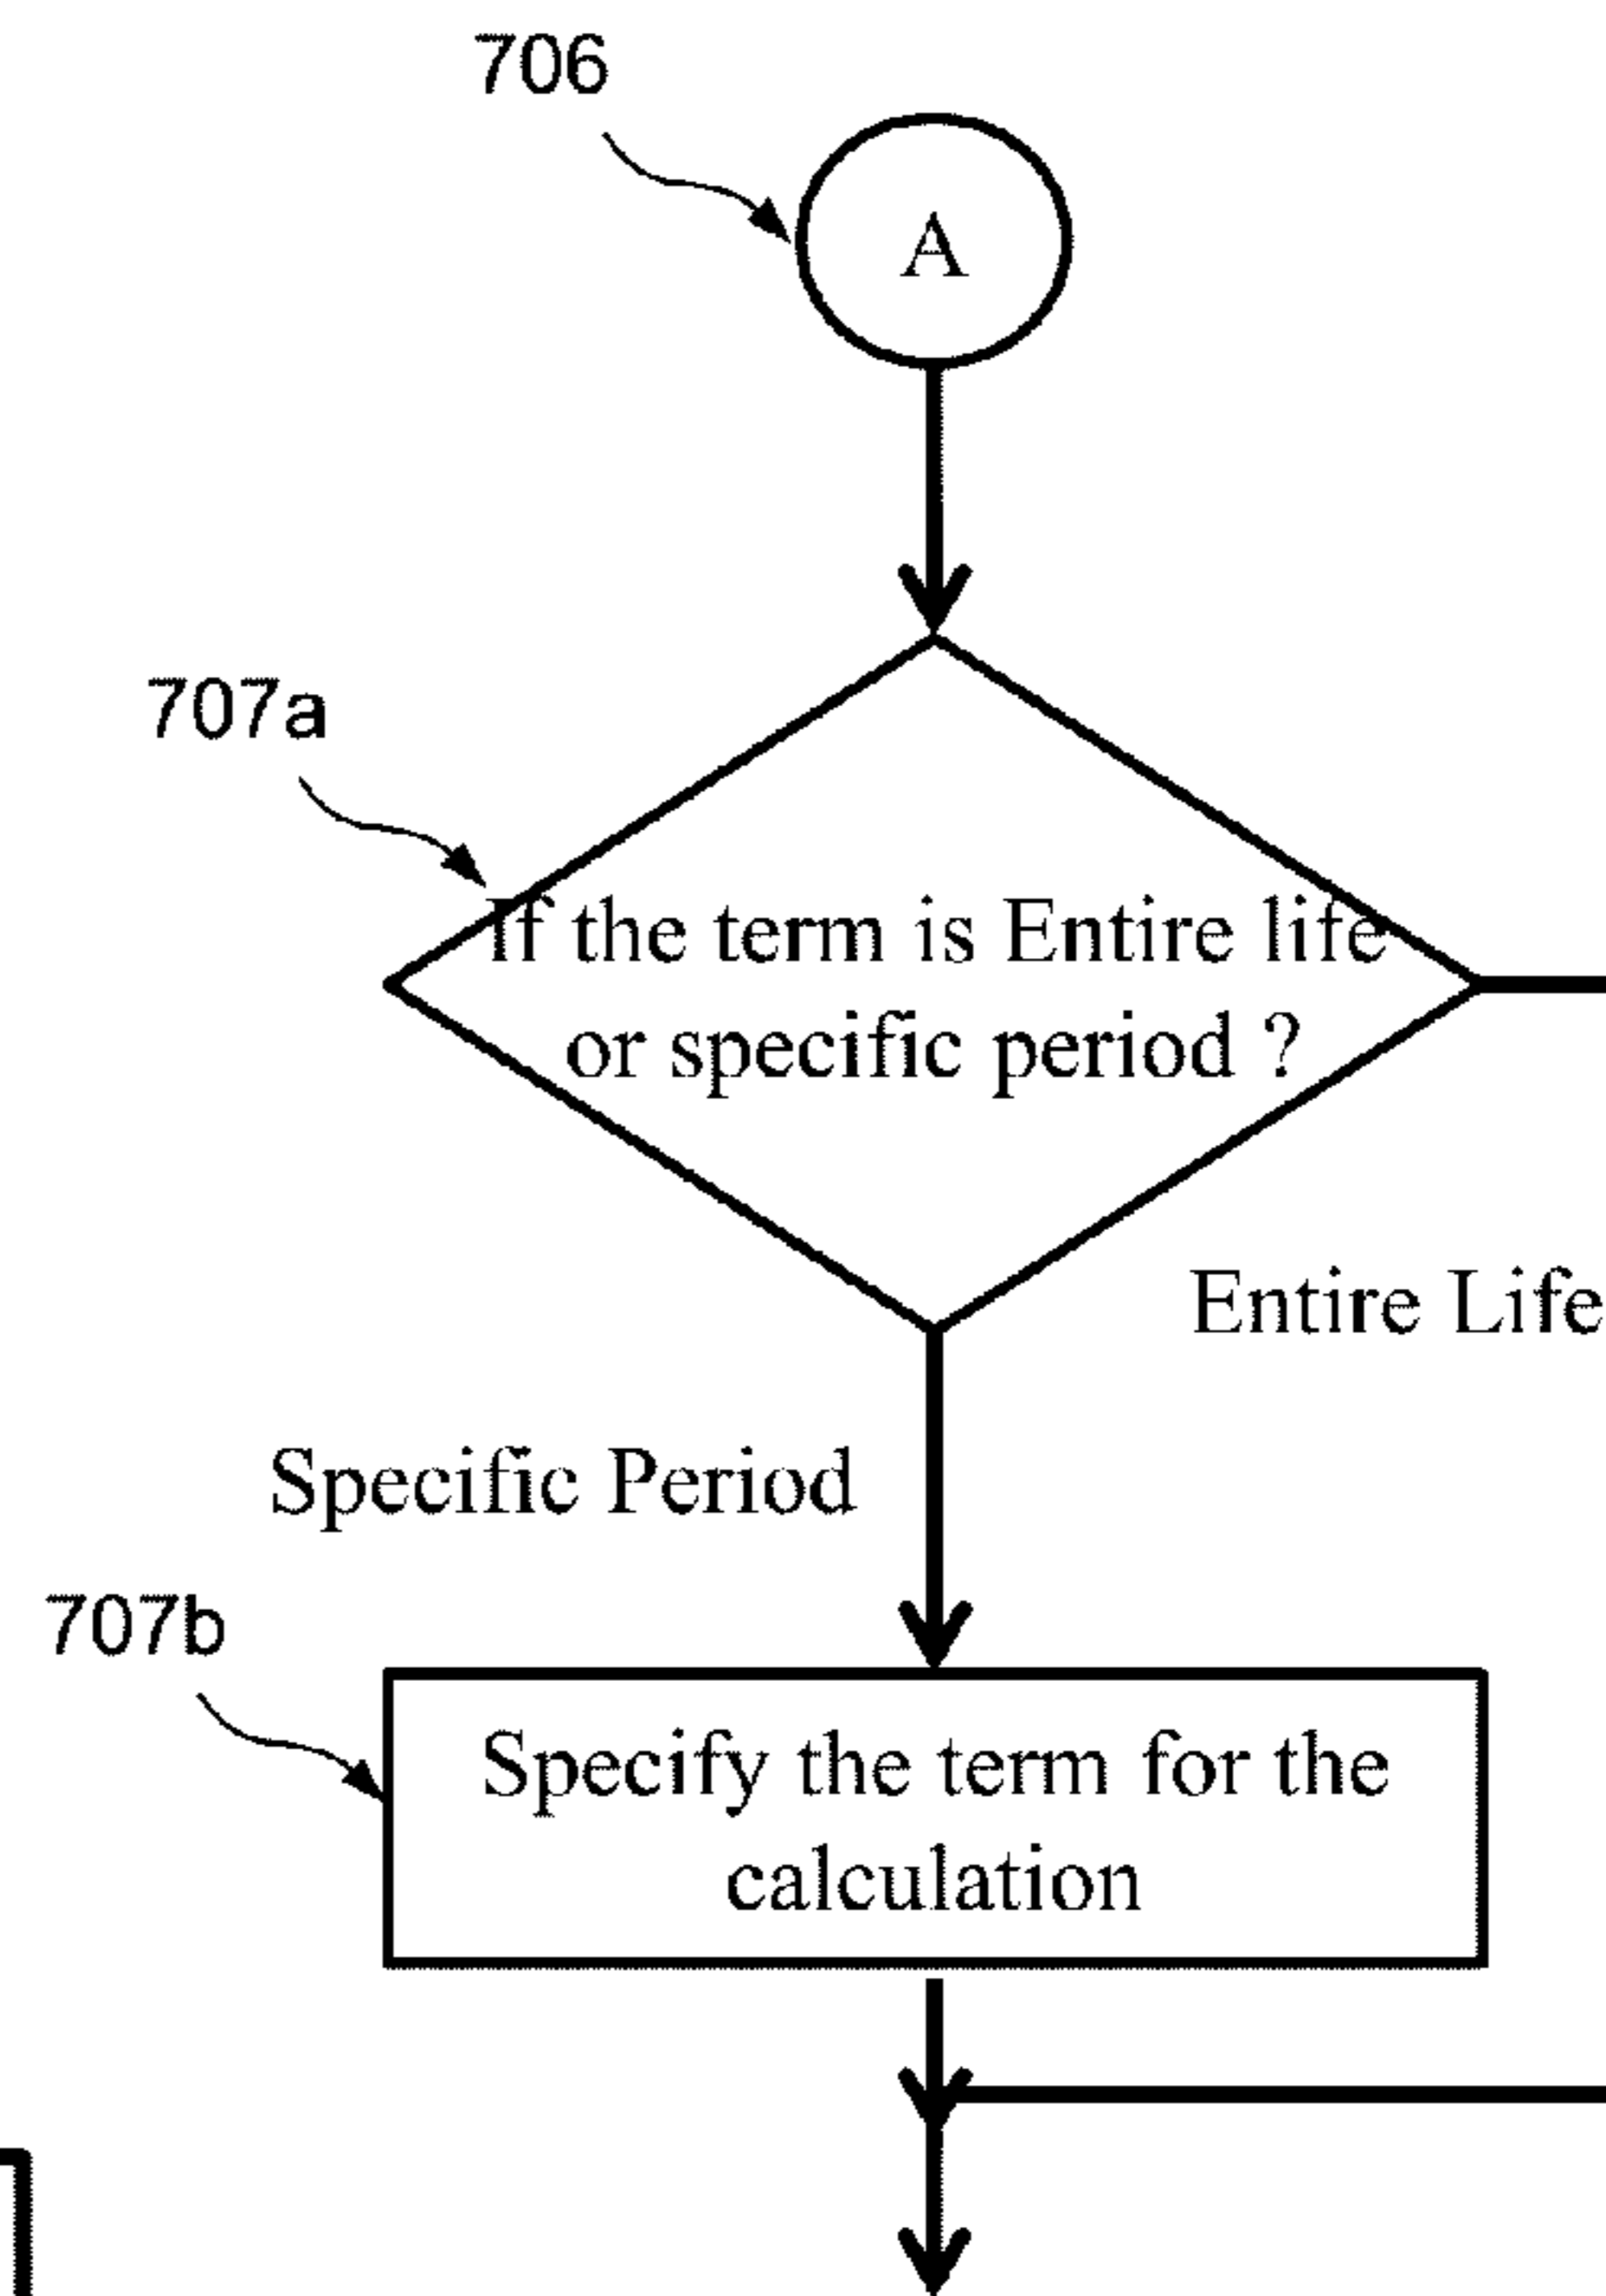 706
A
707a
If the term is Entire life
or specific period ?
Entire Life
Specific Period
707b
Specify the term for the
calculation